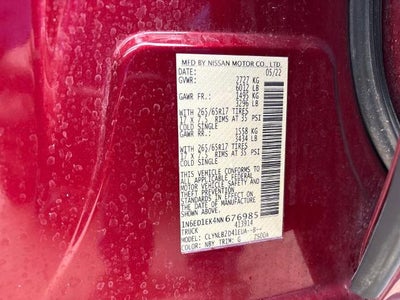 MFD BY NISSAN MOTOR CO., LTD.
DATE: 05/22
GVWR: 2727 KG
6012 LB
GAWR FR.: 1495 KG
3296 LB
WITH 265/65R17 TIRES
17 X 7.5 RIMS AT 35 PSI
COLD SINGLE
GAWR RR.: 1558 KG
3434 LB
WITH 265/65R17 TIRES
17 X 7.5 RIMS AT 35 PSI
COLD SINGLE
THIS VEHICLE CONFORMS TO ALL
APPLICABLE FEDERAL
MOTOR VEHICLE SAFETY AND
THEFT PREVENTION STANDARDS
IN EFFECT ON THE DATE OF
MANUFACTURE SHOWN ABOVE.
1N6ED1EK4NN676985
TRUCK 413914
MODEL: CLYNLBZD41EUA-B--
COLOR: NBY TRIM: G